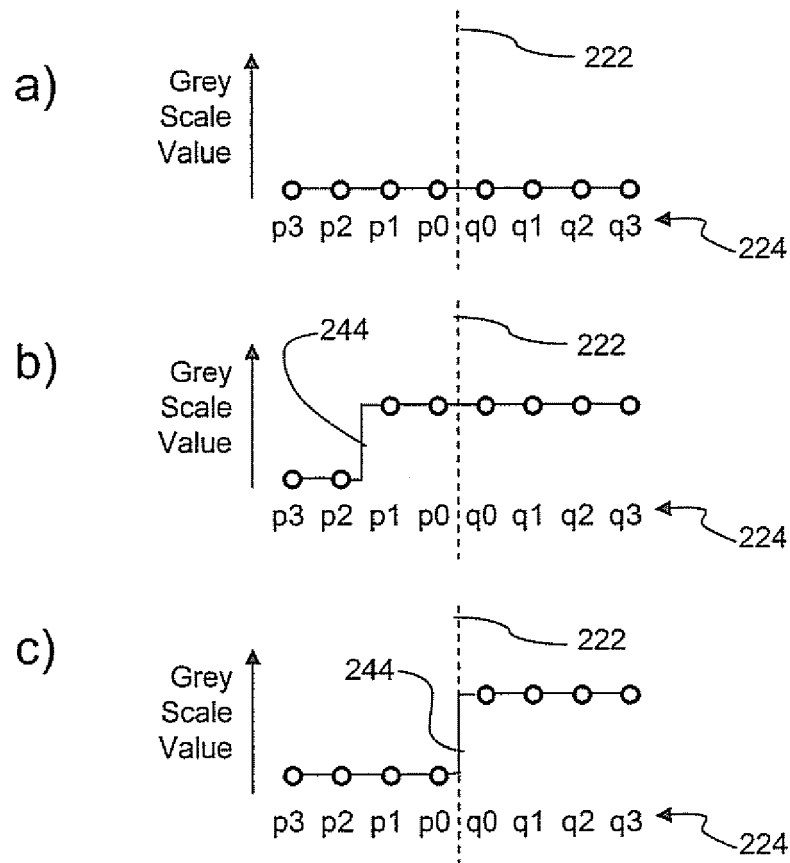 a)
Grey
Scale
Value
222
p3 p2 p1 p0 q0 q1 q2 q3
224
b)
Grey
Scale
Value
244
222
p3 p2 p1 p0 q0 q1 q2 q3
224
c)
Grey
Scale
Value
244
222
p3 p2 p1 p0 q0 q1 q2 q3
224